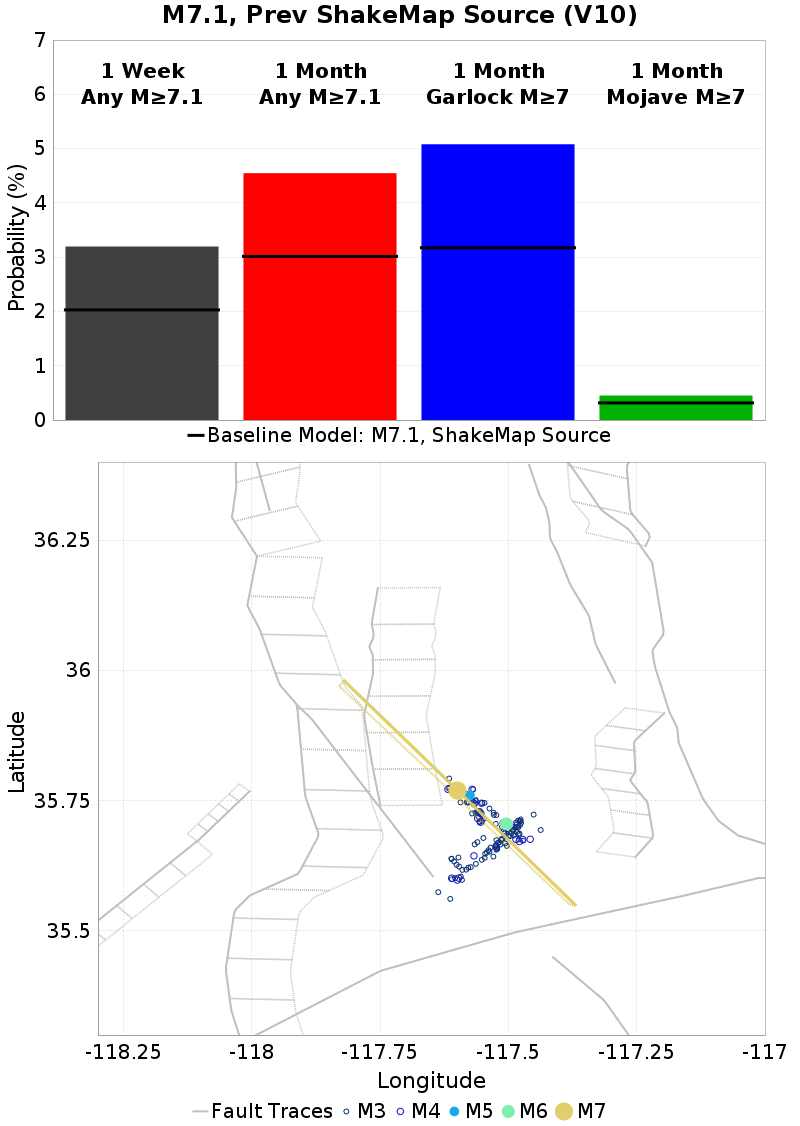 M7.1, Prev ShakeMap Source (V10)
7
6
5
4
3
2
1
0
Probability (%)
1 Week
Any M≥7.1
1 Month
Any M≥7.1
1 Month
Garlock M≥7
1 Month
Mojave M≥7
Baseline Model: M7.1, ShakeMap Source
36.25
36
35.75
35.5
Latitude
-118.25 -118 -117.75 -117.5 -117.25 -117
Longitude
Fault Traces M3 M4 M5 M6 M7